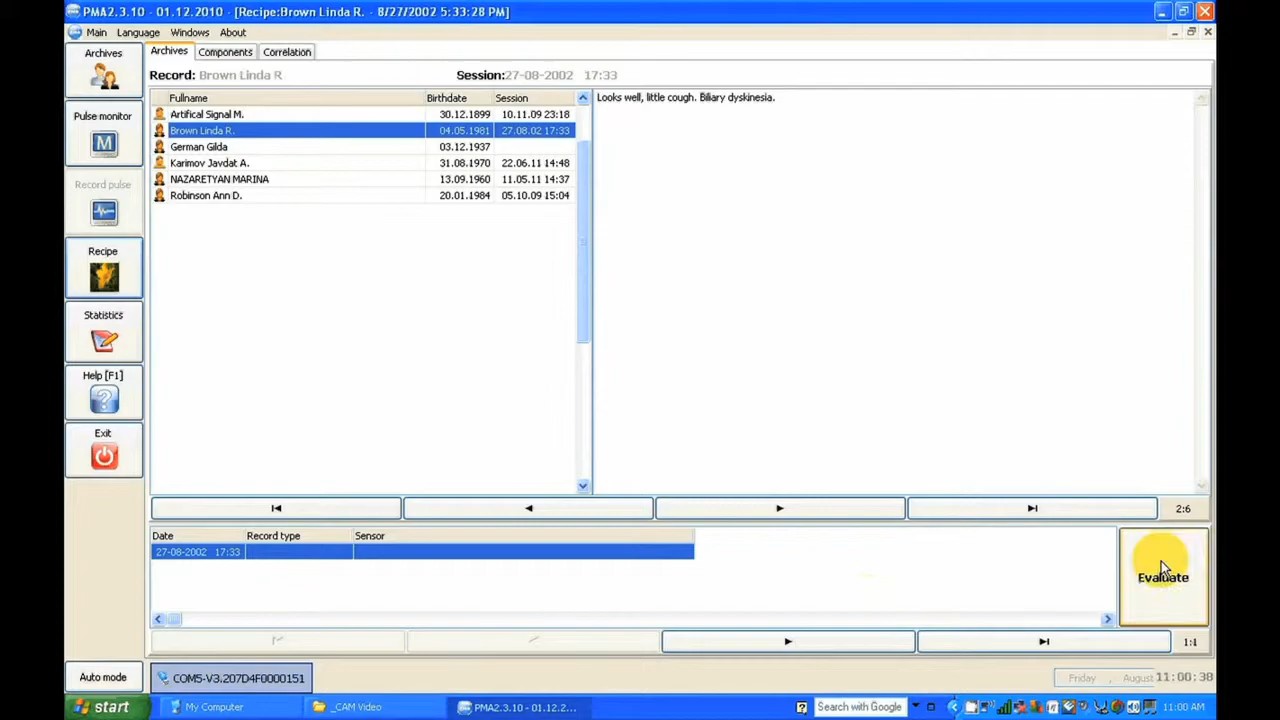 PMA2.3.10 - 01.12.2010 - [Recipe:Brown Linda R. - 8/27/2002 5:33:28 PM]
Main Language Windows About
Archives
Pulse monitor
Record pulse
Recipe
Statistics
Help [F1]
Exit
Auto mode
Archives Components Correlation
Record: Brown Linda R Session:27-08-2002 17:33
Fullname Birthdate Session
Artifical Signal M. 30.12.1899 10.11.09 23:18
Brown Linda R. 04.05.1981 27.08.02 17:33
German Gilda 03.12.1937
Karimov Javdat A. 31.08.1970 22.06.11 14:48
NAZARETYAN MARINA 13.09.1960 11.05.11 14:37
Robinson Ann D. 20.01.1984 05.10.09 15:04
Looks well, little cough. Biliary dyskinesia.
2:6
Date Record type Sensor
27-08-2002 17:33
Evaluate
1:1
COM5-V3.207D4F0000151
Friday , August 11:00:38
start My Computer _CAM Video PMA2.3.10 - 01.12.2... Search with Google 11:00 AM